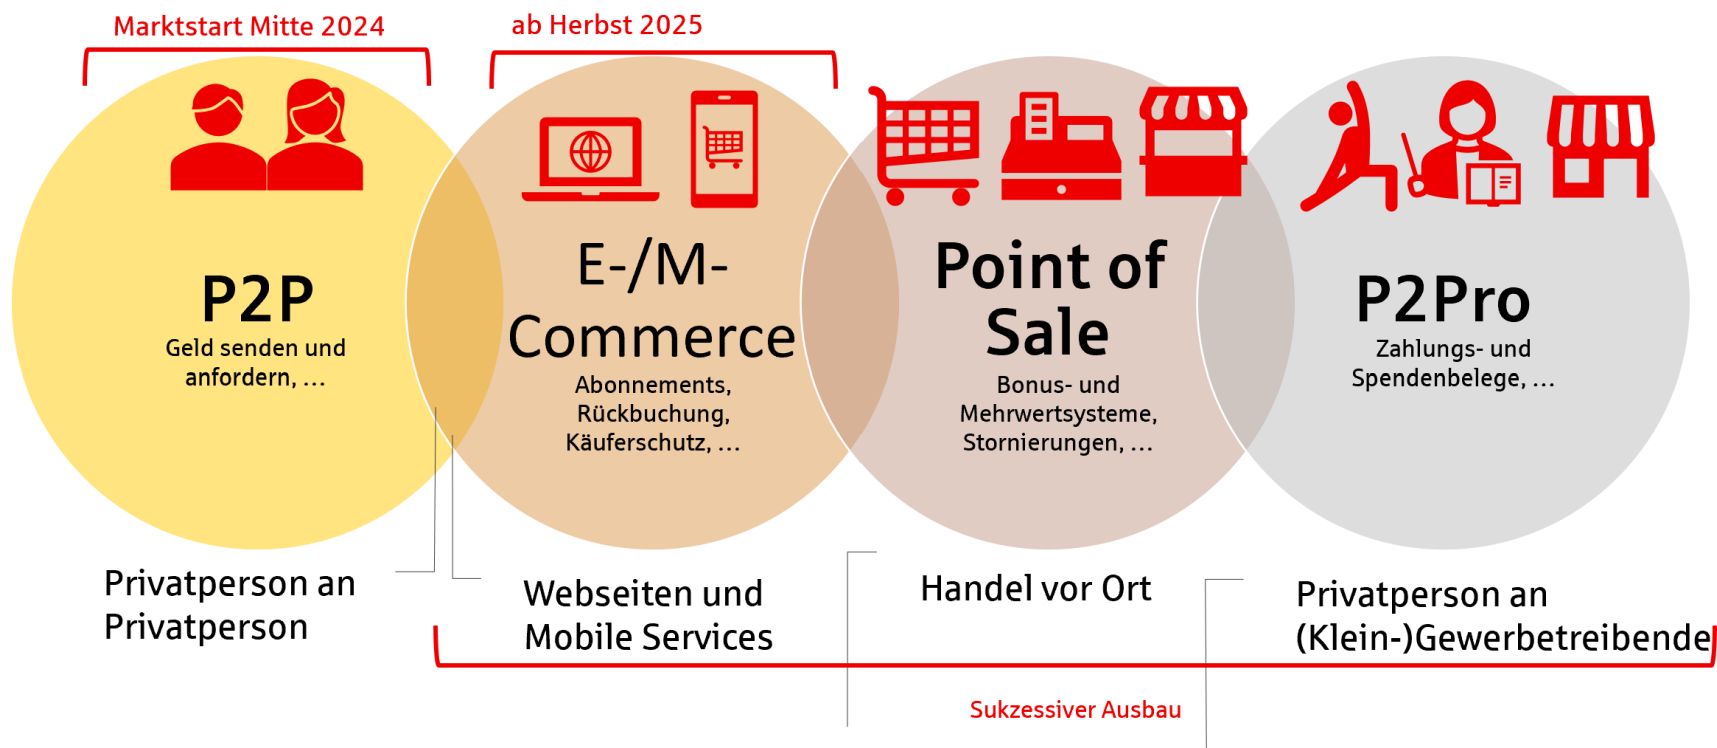 Marktstart Mitte 2024
ab Herbst 2025
P2P
Geld senden und
anfordern, ...
E-/M-
Commerce
Abonnements,
Rückbuchung,
Käuferschutz, ...
Point of
Sale
Bonus- und
Mehrwertsysteme,
Stornierungen, ...
P2Pro
Zahlungs- und
Spendenbelege, ...
Privatperson an
Privatperson
Webseiten und
Mobile Services
Handel vor Ort
Privatperson an
(Klein-)Gewerbetreibende
Sukzessiver Ausbau